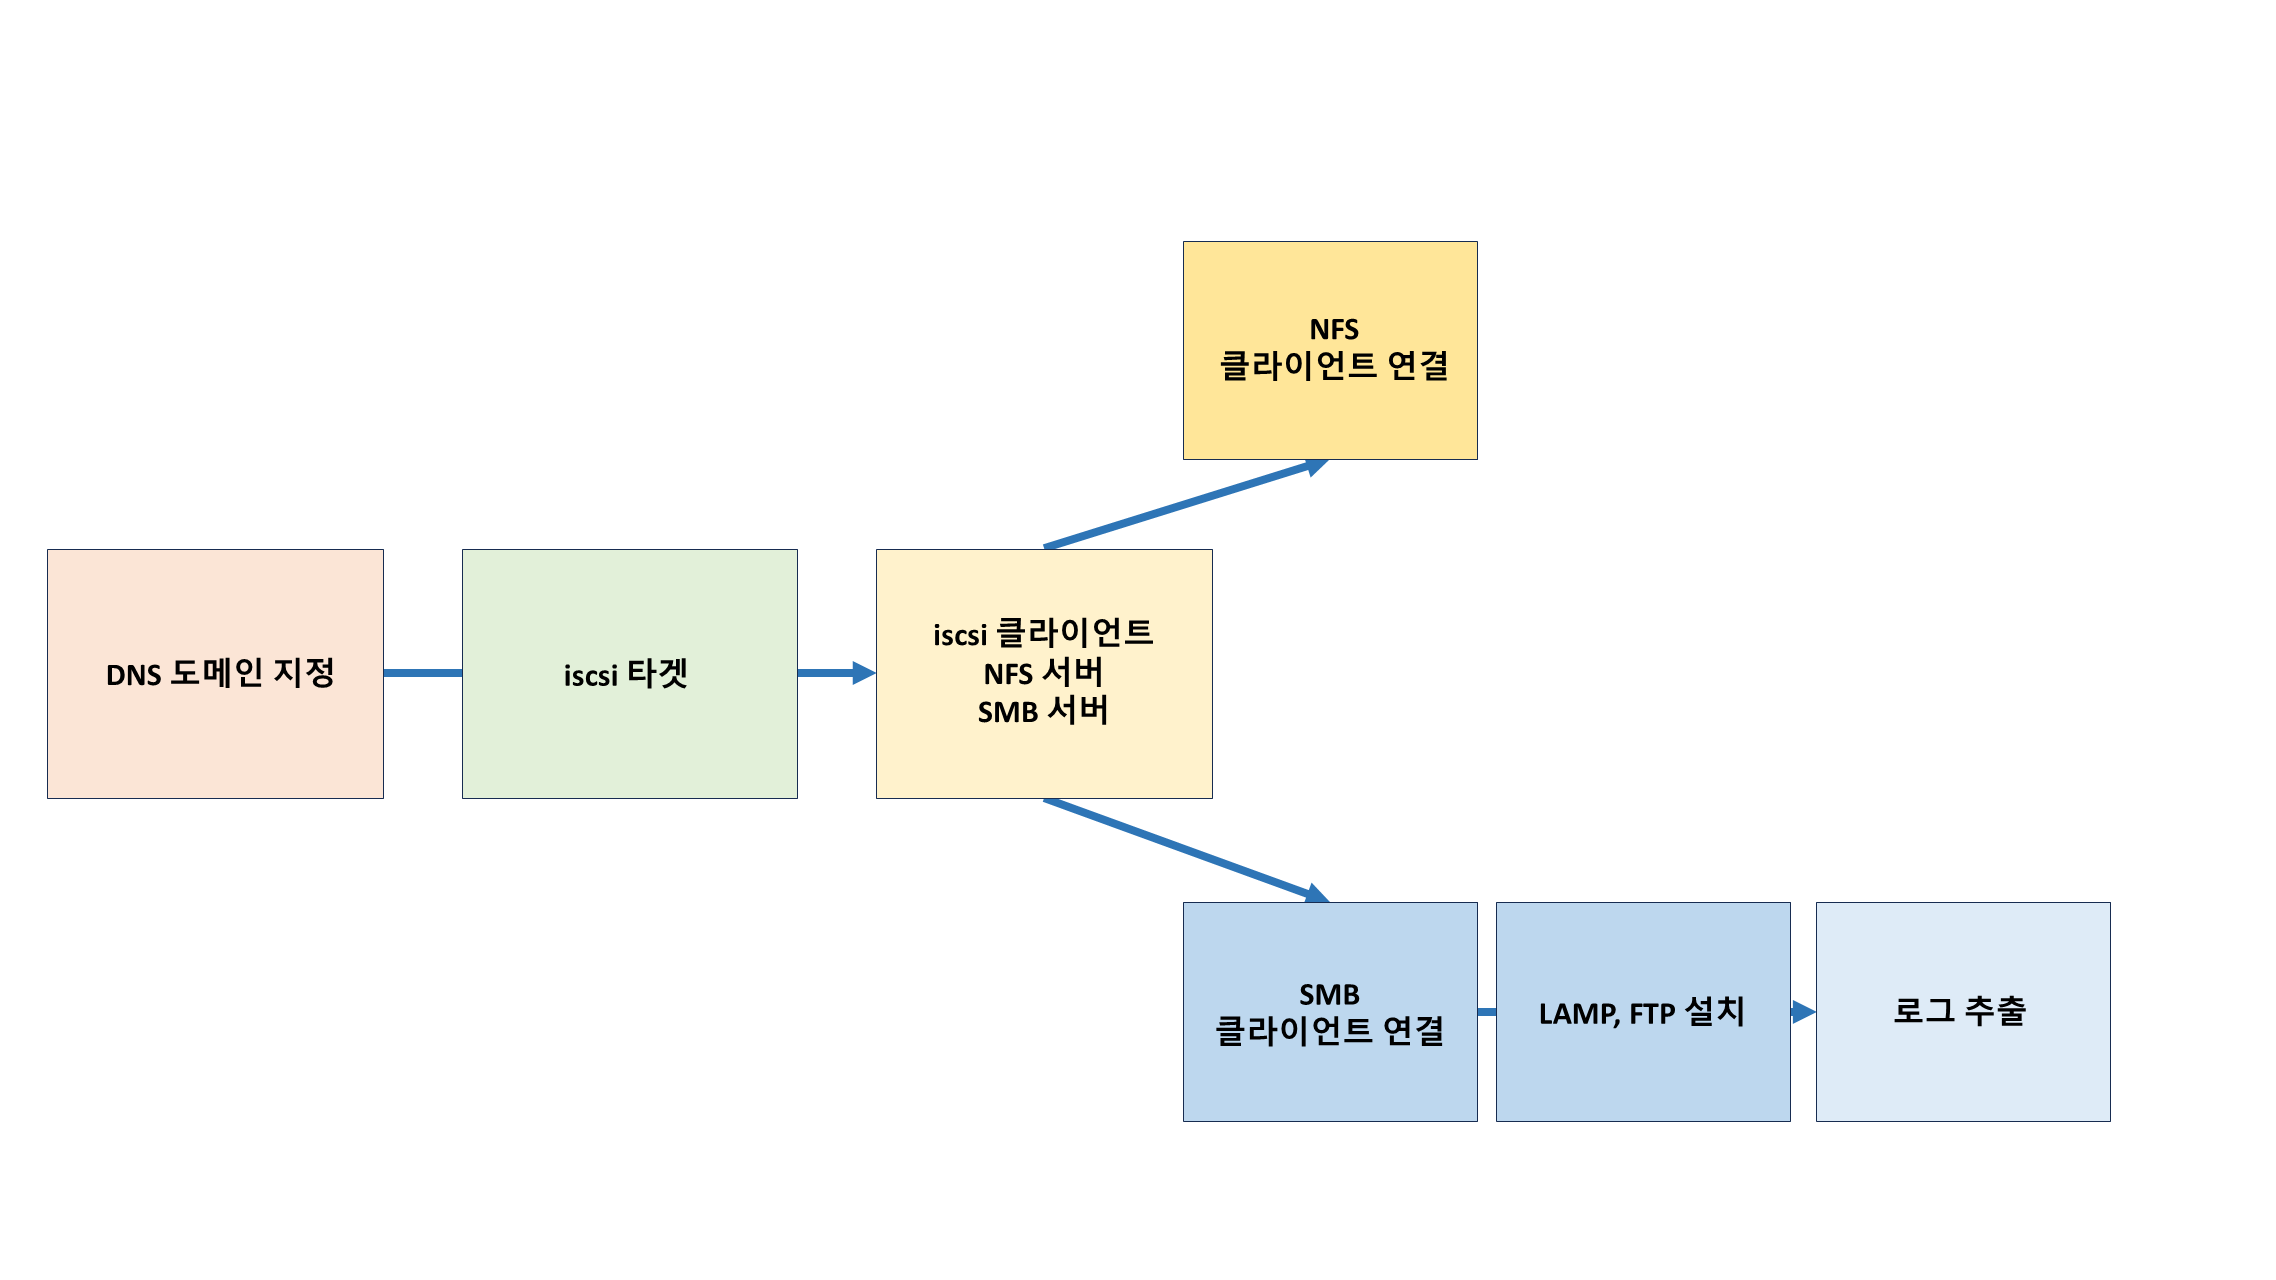 NFS
클라이언트 연결
DNS 도메인 지정
iscsi 타겟
iscsi 클라이언트
NFS 서버
SMB 서버
SMB
클라이언트 연결
LAMP, FTP 설치
로그 추출